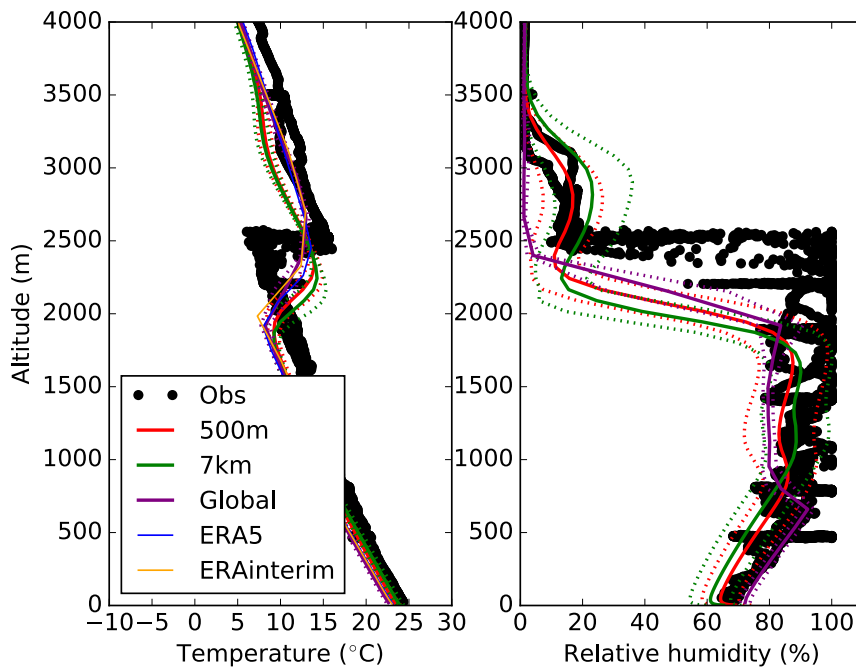 4000
3500
3000
2500
2000
1500
1000
500
0
Altitude (m)
−10 −5 0 5 10 15 20 25 30
Temperature (°C)
Obs
500m
7km
Global
ERA5
ERAinterim
4000
3500
3000
2500
2000
1500
1000
500
0
0 20 40 60 80 100
Relative humidity (%)